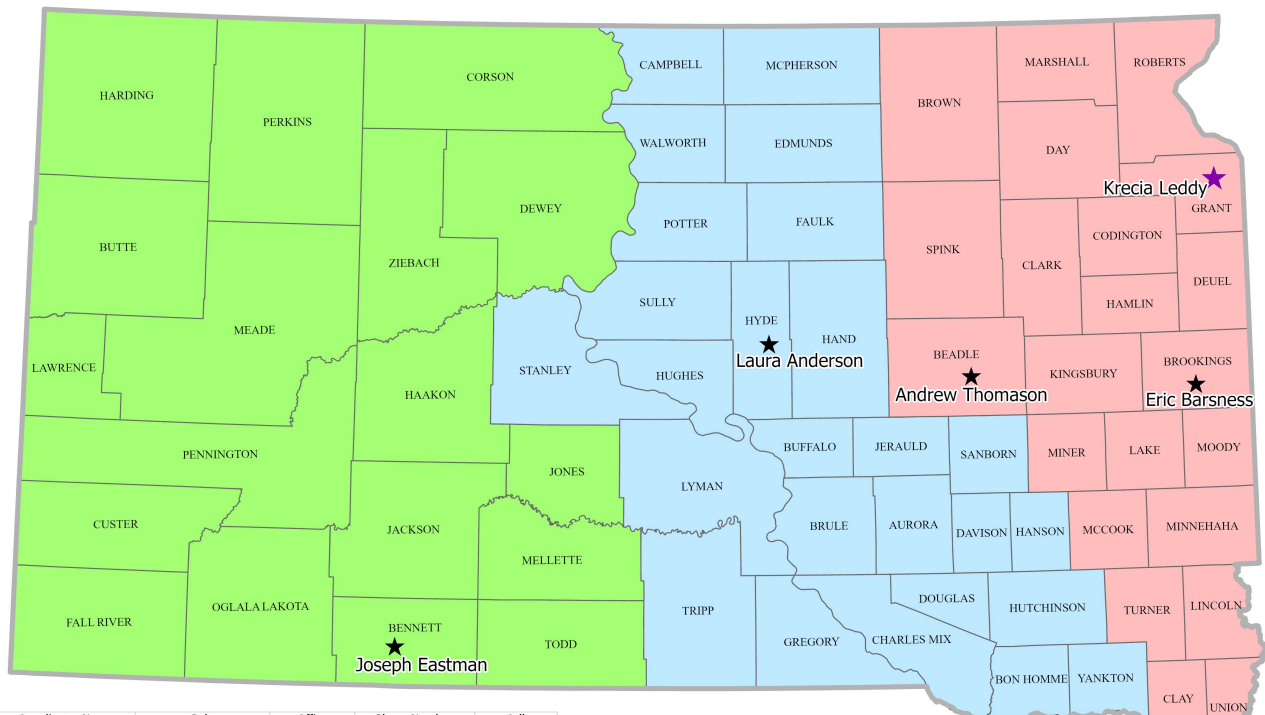 CAMPBELL
MCPHERSON
MARSHALL
ROBERTS
CORSON
HARDING
BROWN
PERKINS
WALWORTH
EDMUNDS
DAY
Krecia Leddy
DEWEY
GRANT
POTTER
FAULK
CODINGTON
BUTTE
SPINK
ZIEBACH
CLARK
DEUEL
SULLY
HAMLIN
HYDE
MEADE
HAND
LAWRENCE
STANLEY
HUGHES
Laura Anderson
BEADLE
KINGSBURY
BROOKINGS
HAAKON
Andrew Thomason
Eric Barsness
PENNINGTON
JONES
BUFFALO
JERAULD
SANBORN
MINER
LAKE
MOODY
LYMAN
CUSTER
JACKSON
BRULE
AURORA
DAVISON
HANSON
MCCOOK
MINNEHAHA
MELLETTE
OGLALA LAKOTA
TRIPP
DOUGLAS
HUTCHINSON
TURNER
LINCOLN
FALL RIVER
BENNETT
TODD
GREGORY
CHARLES MIX
Joseph Eastman
BON HOMME
YANKTON
CLAY
UNION